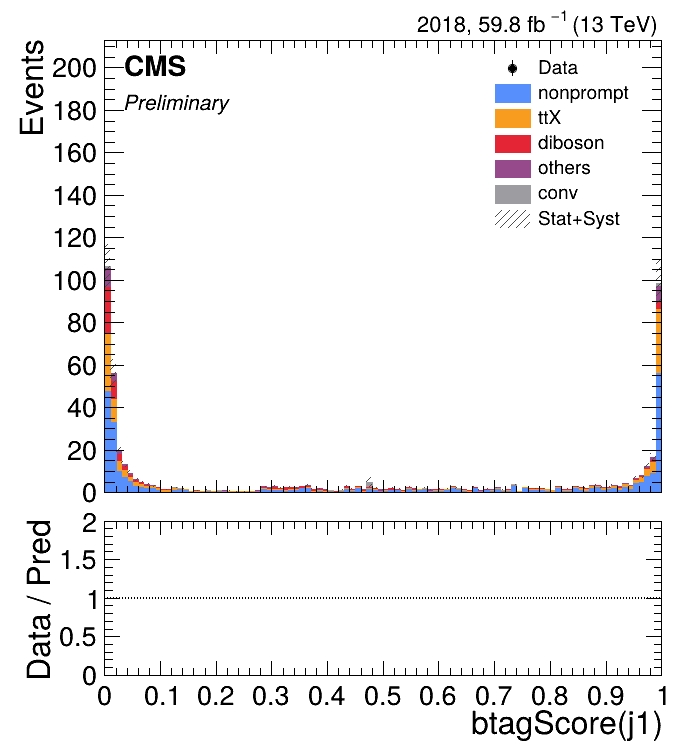 2018, 59.8 fb⁻¹ (13 TeV)
CMS
Preliminary
Data
nonprompt
ttX
diboson
others
conv
Stat+Syst
Events
200
180
160
140
120
100
80
60
40
20
0
Data / Pred
2
1.5
1
0.5
0
0 0.1 0.2 0.3 0.4 0.5 0.6 0.7 0.8 0.9 1
btagScore(j1)